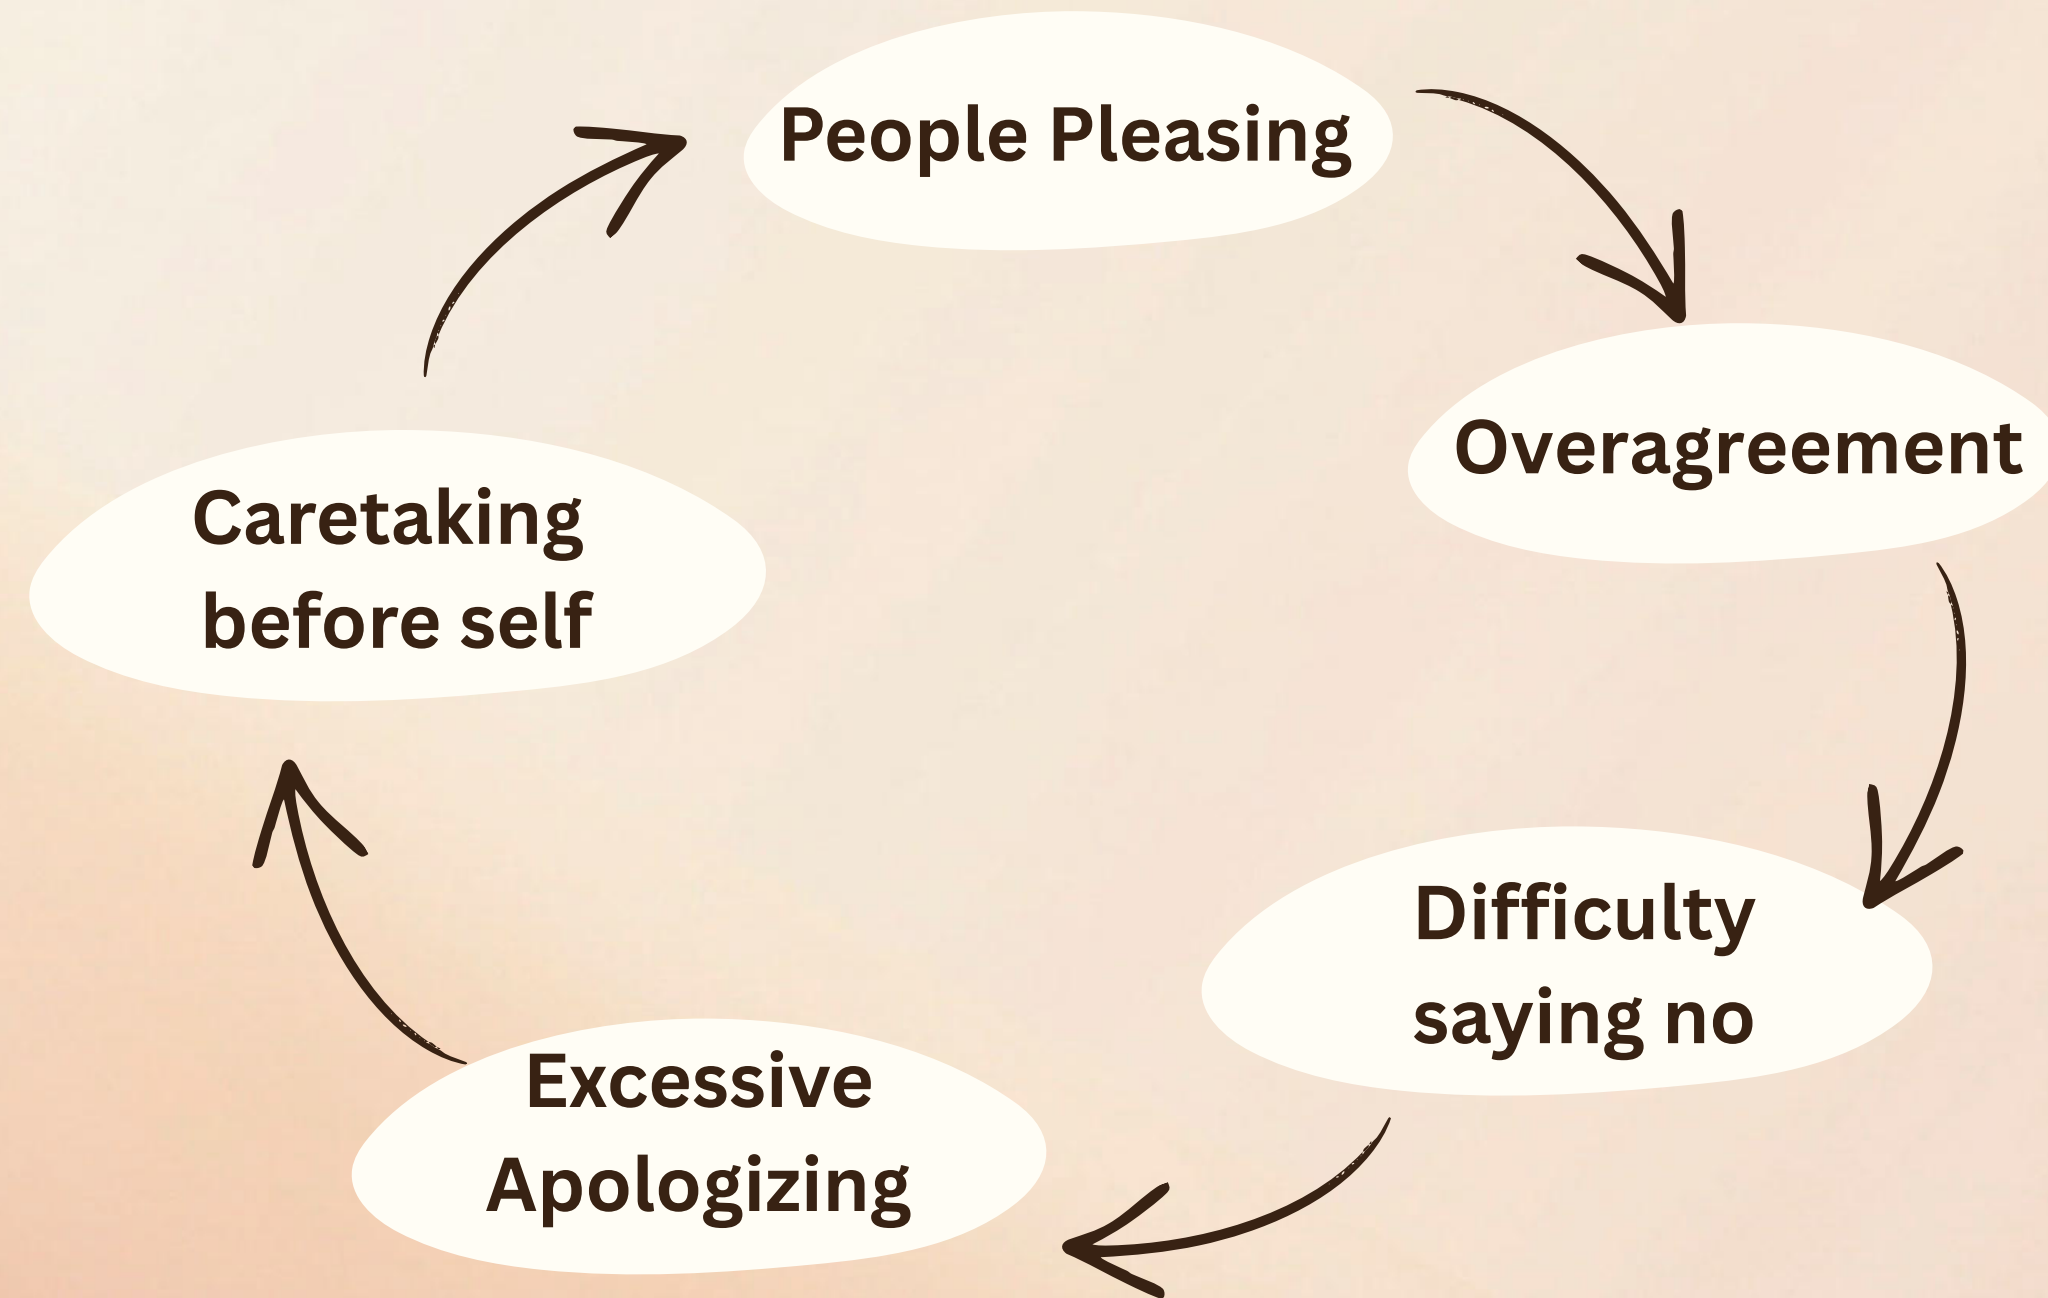 People Pleasing
Overagreement
Difficulty
saying no
Excessive
Apologizing
Caretaking
before self